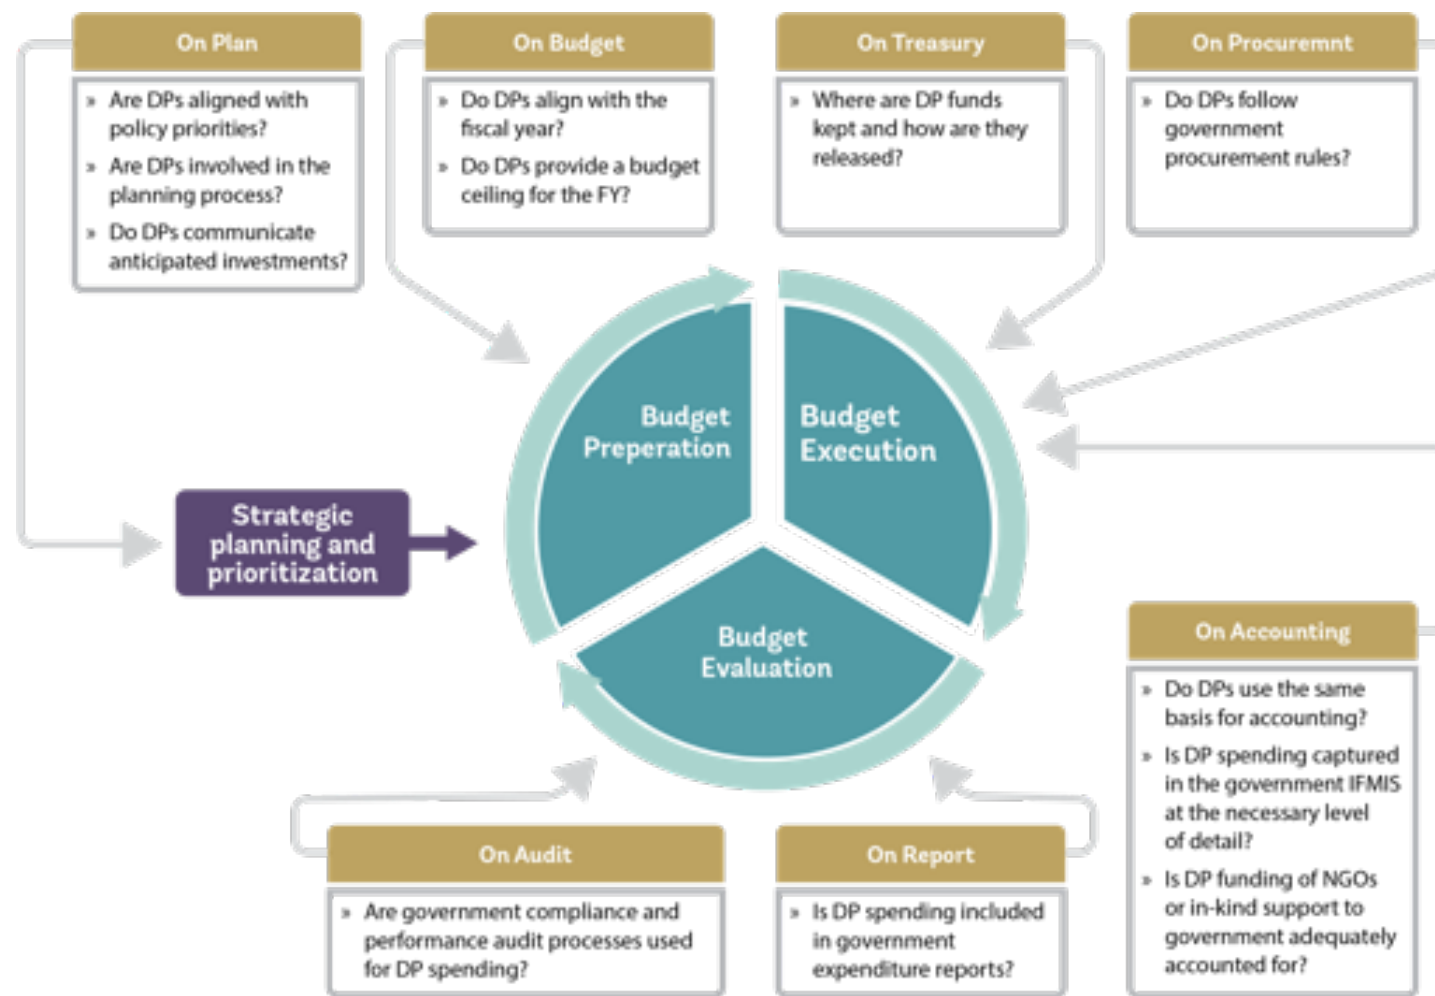 On Plan
» Are DPs aligned with
policy priorities?
» Are DPs involved in the
planning process?
» Do DPs communicate
anticipated investments?
On Budget
» Do DPs align with the
fiscal year?
» Do DPs provide a budget
ceiling for the FY?
On Treasury
» Where are DP funds
kept and how are they
released?
On Procuremnt
» Do DPs follow
government
procurement rules?
Budget
Preperation
Budget
Execution
Strategic
planning and
prioritization
Budget
Evaluation
On Audit
» Are government compliance and
performance audit processes used
for DP spending?
On Report
» Is DP spending included
in government
expenditure reports?
On Accounting
» Do DPs use the same
basis for accounting?
» Is DP spending captured
in the government IFMIS
at the necessary level
of detail?
» Is DP funding of NGOs
or in-kind support to
government adequately
accounted for?